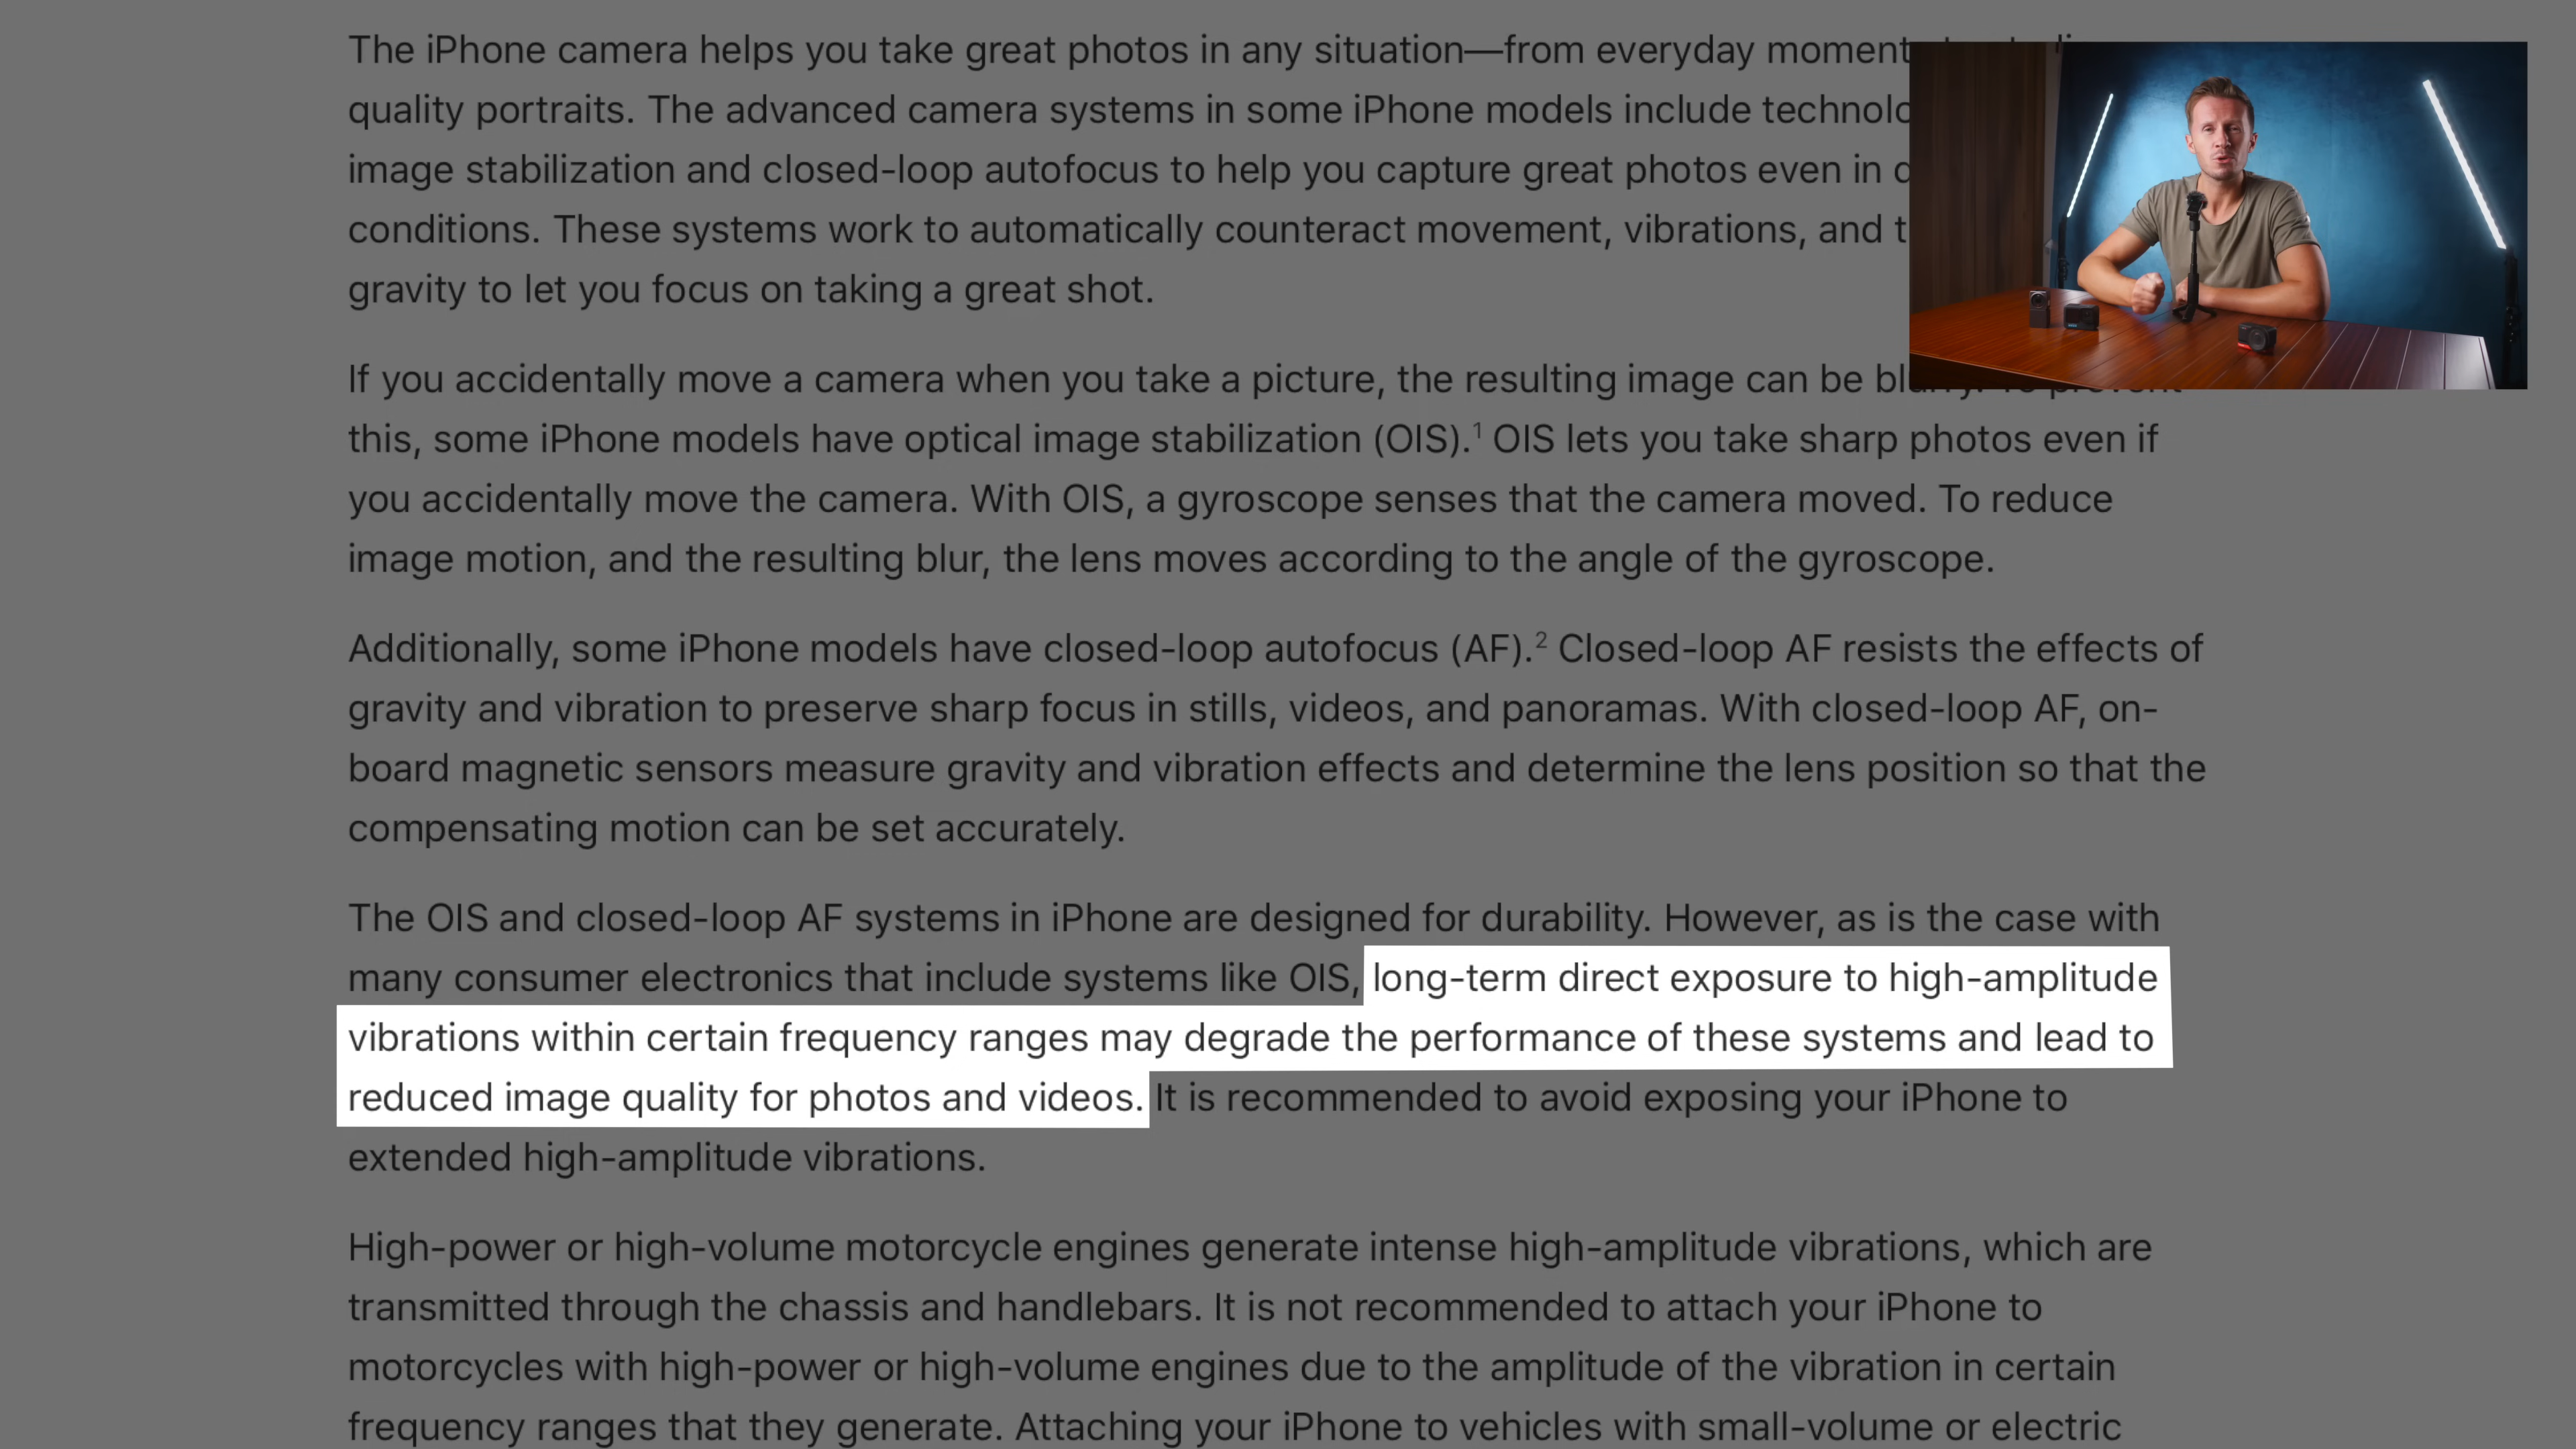 The iPhone camera helps you take great photos in any situation—from everyday
quality portraits. The advanced camera systems in some iPhone models include
image stabilization and closed-loop autofocus to help you capture great photos even in
conditions. These systems work to automatically counteract movement, vibrations, and
gravity to let you focus on taking a great shot.
If you accidentally move a camera when you take a picture, the resulting image can be
this, some iPhone models have optical image stabilization (OIS).¹ OIS lets you take sharp photos even if
you accidentally move the camera. With OIS, a gyroscope senses that the camera moved. To reduce
image motion, and the resulting blur, the lens moves according to the angle of the gyroscope.
Additionally, some iPhone models have closed-loop autofocus (AF).² Closed-loop AF resists the effects of
gravity and vibration to preserve sharp focus in stills, videos, and panoramas. With closed-loop AF, on-
board magnetic sensors measure gravity and vibration effects and determine the lens position so that the
compensating motion can be set accurately.
The OIS and closed-loop AF systems in iPhone are designed for durability. However, as is the case with
many consumer electronics that include systems like OIS, long-term direct exposure to high-amplitude
vibrations within certain frequency ranges may degrade the performance of these systems and lead to
reduced image quality for photos and videos. It is recommended to avoid exposing your iPhone to
extended high-amplitude vibrations.
High-power or high-volume motorcycle engines generate intense high-amplitude vibrations, which are
transmitted through the chassis and handlebars. It is not recommended to attach your iPhone to
motorcycles with high-power or high-volume engines due to the amplitude of the vibration in certain
frequency ranges that they generate. Attaching your iPhone to vehicles with small-volume or electric